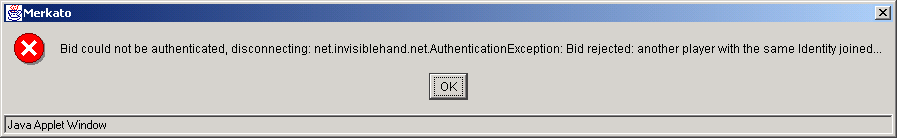 Merkato
Bid could not be authenticated, disconnecting: net.invisiblehand.net.AuthenticationException: Bid rejected: another player with the same Identity joined...
OK
Java Applet Window